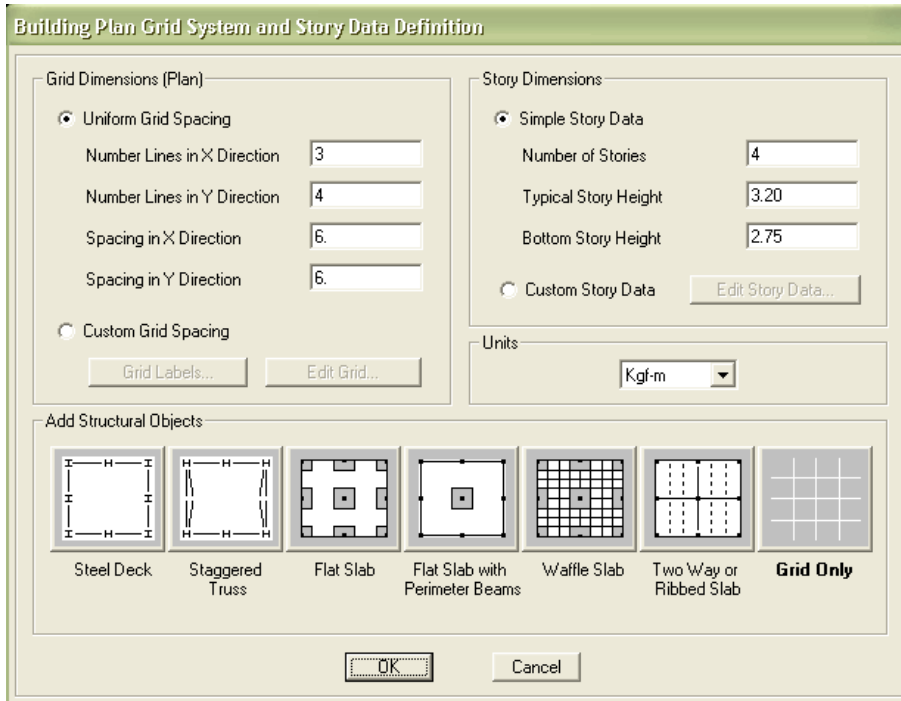 Building Plan Grid System and Story Data Definition
Grid Dimensions (Plan)
Uniform Grid Spacing
Number Lines in X Direction 3
Number Lines in Y Direction 4
Spacing in X Direction 6.
Spacing in Y Direction 6.
Custom Grid Spacing
Grid Labels... Edit Grid...
Story Dimensions
Simple Story Data
Number of Stories 4
Typical Story Height 3.20
Bottom Story Height 2.75
Custom Story Data Edit Story Data...
Units
Kgf-m
Add Structural Objects
Steel Deck
Staggered
Truss
Flat Slab
Flat Slab with
Perimeter Beams
Waffle Slab
Two Way or
Ribbed Slab
Grid Only
OK Cancel